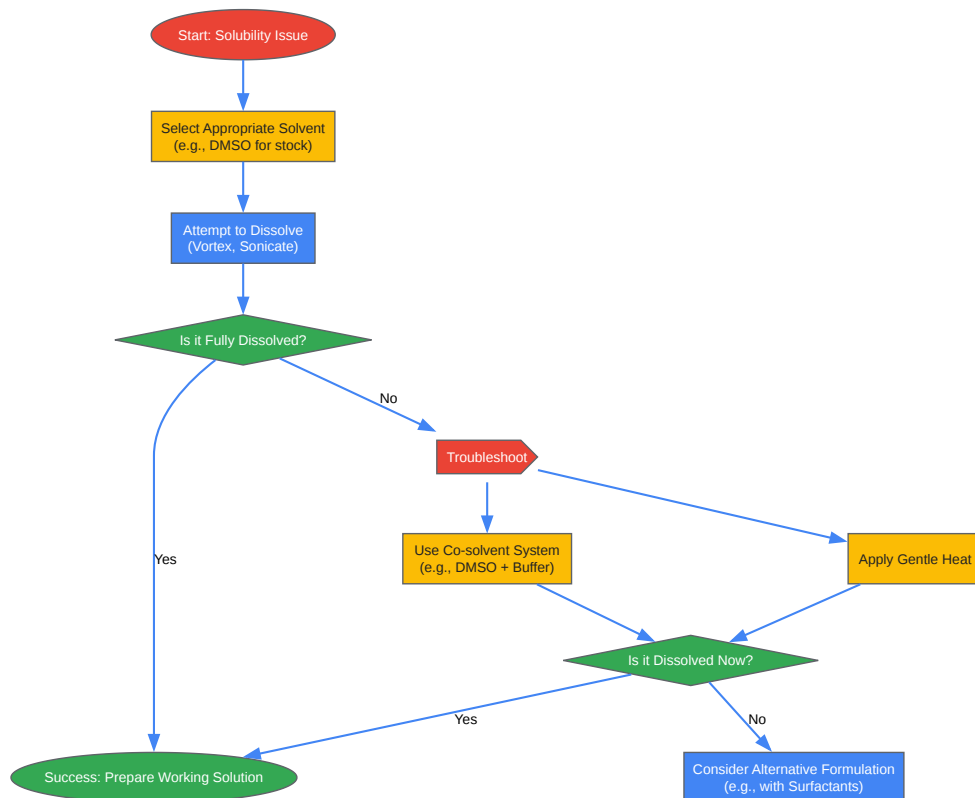 Start: Solubility Issue
Select Appropriate Solvent
(e.g., DMSO for stock)
Attempt to Dissolve
(Vortex, Sonicate)
Is it Fully Dissolved?
No
Troubleshoot
Use Co-solvent System
(e.g., DMSO + Buffer)
Apply Gentle Heat
Yes
Is it Dissolved Now?
Yes
No
Success: Prepare Working Solution
Consider Alternative Formulation
(e.g., with Surfactants)